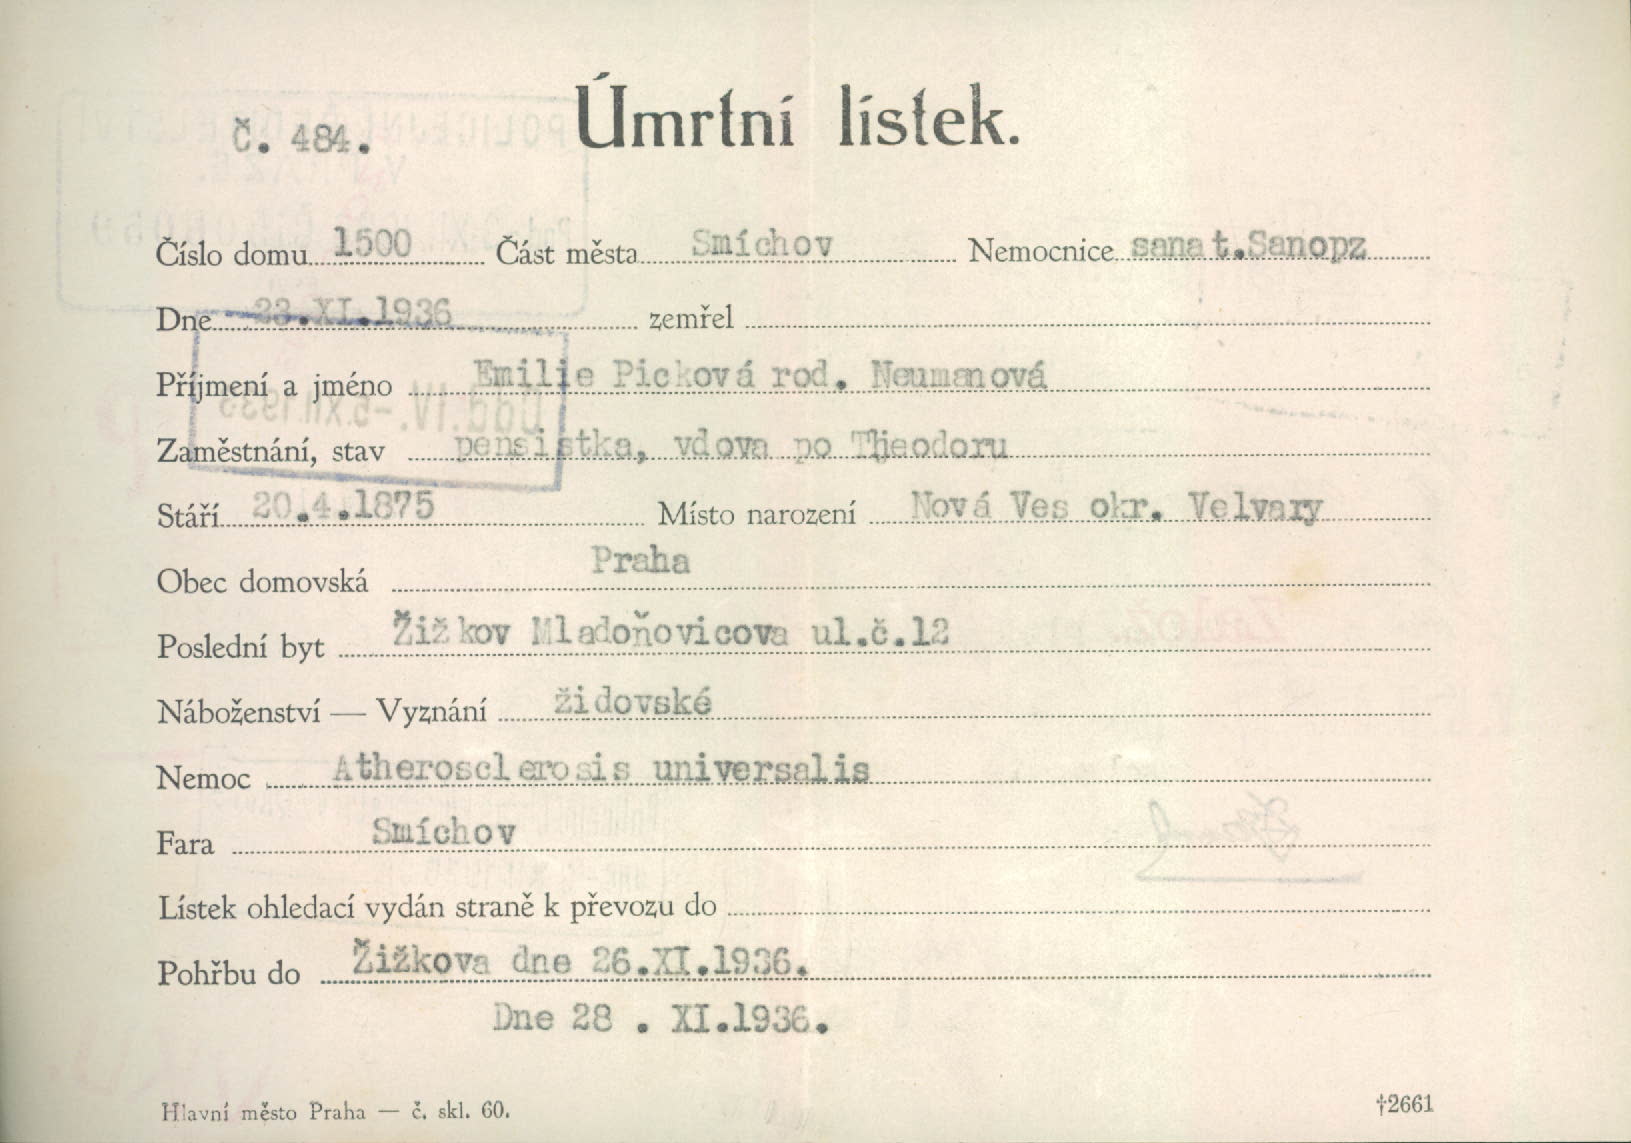 Č. 484.
Úmrtní lístek.
Číslo domu 1500 Část města Smíchov Nemocnice sanat.Sanopz
Dne 23.XI.1936 zemřel
Příjmení a jméno Emilie Picková rod. Neumanová
Zaměstnání, stav pensistka, vdova po Theodoru
Stáří 20.4.1875 Místo narození Nová Ves okr. Velvary
Obec domovská Praha
Poslední byt Žižkov Mladoňovicova ul.č.12
Náboženství — Vyznání židovské
Nemoc Atherosclerosis universalis
Fara Smíchov
Lístek ohledací vydán straně k převozu do
Pohřbu do Žižkova dne 26.XI.1936.
Dne 28 . XI.1936.
Hlavní město Praha — č. skl. 60.
†2661